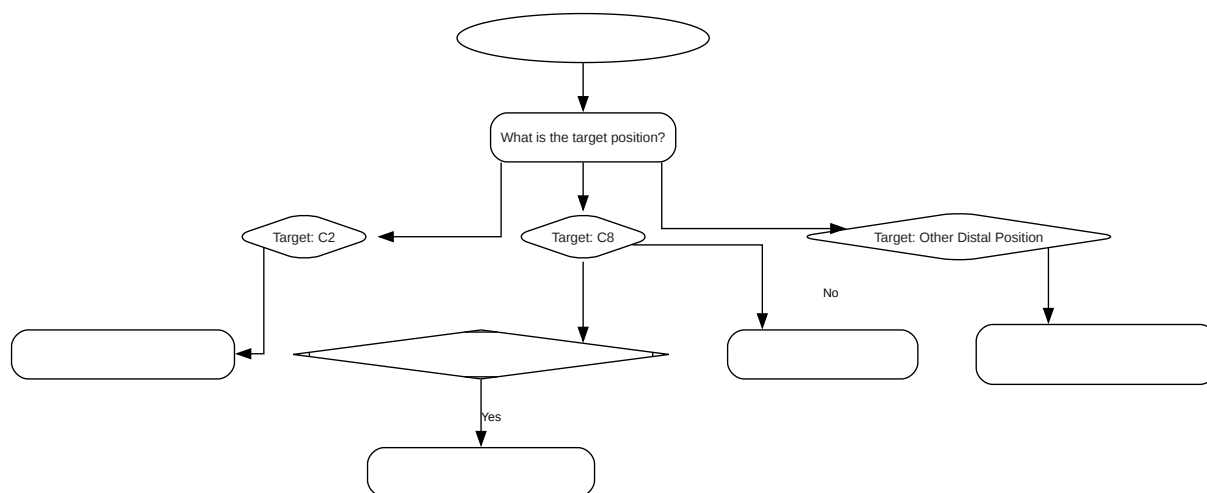 What is the target position?
Target: C2
Target: C8
Target: Other Distal Position
No
Yes